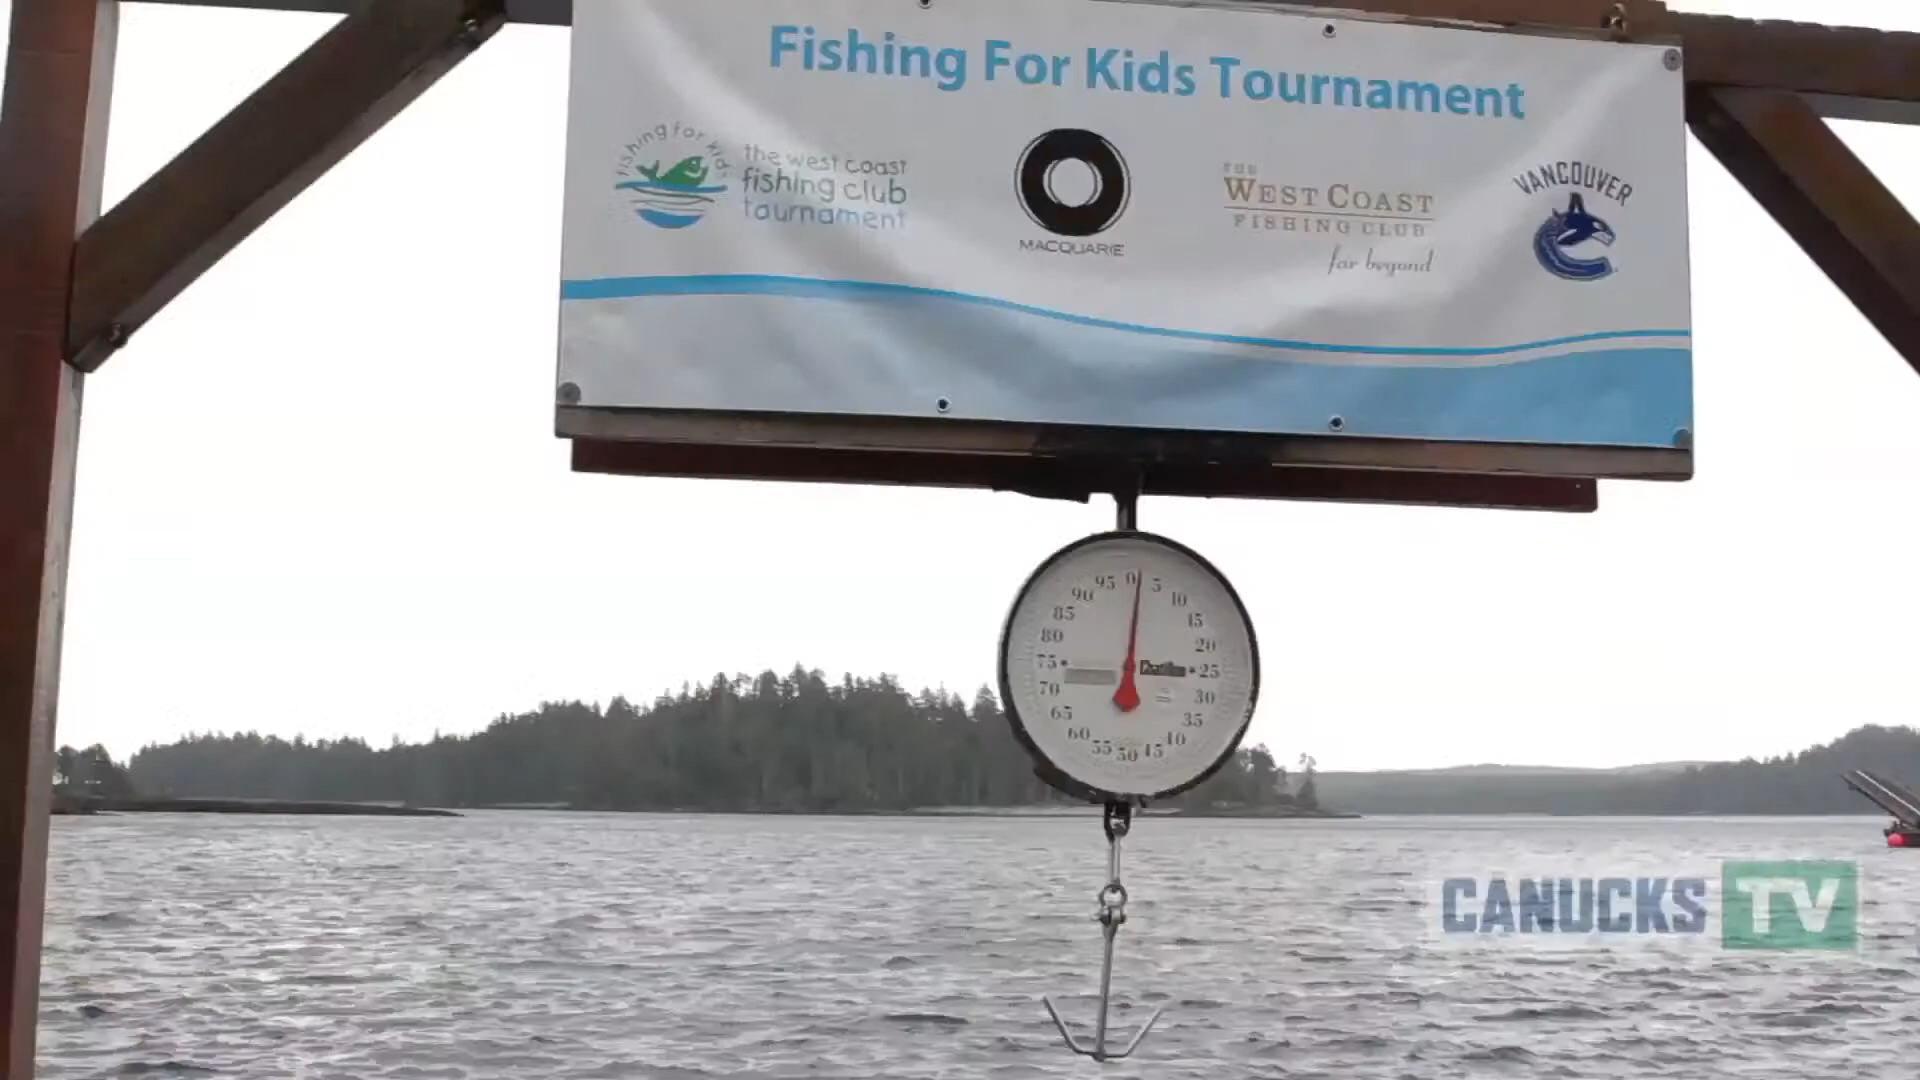 Fishing For Kids Tournament
fishing for kids
the west coast
fishing club
tournament
MACQUARIE
THE
WEST COAST
FISHING CLUB
far beyond
VANCOUVER
95 0 5
90 10
85 15
80 20
75 Chatillon 25
70 30
65 35
60 40
55 50 45
CANUCKS TV